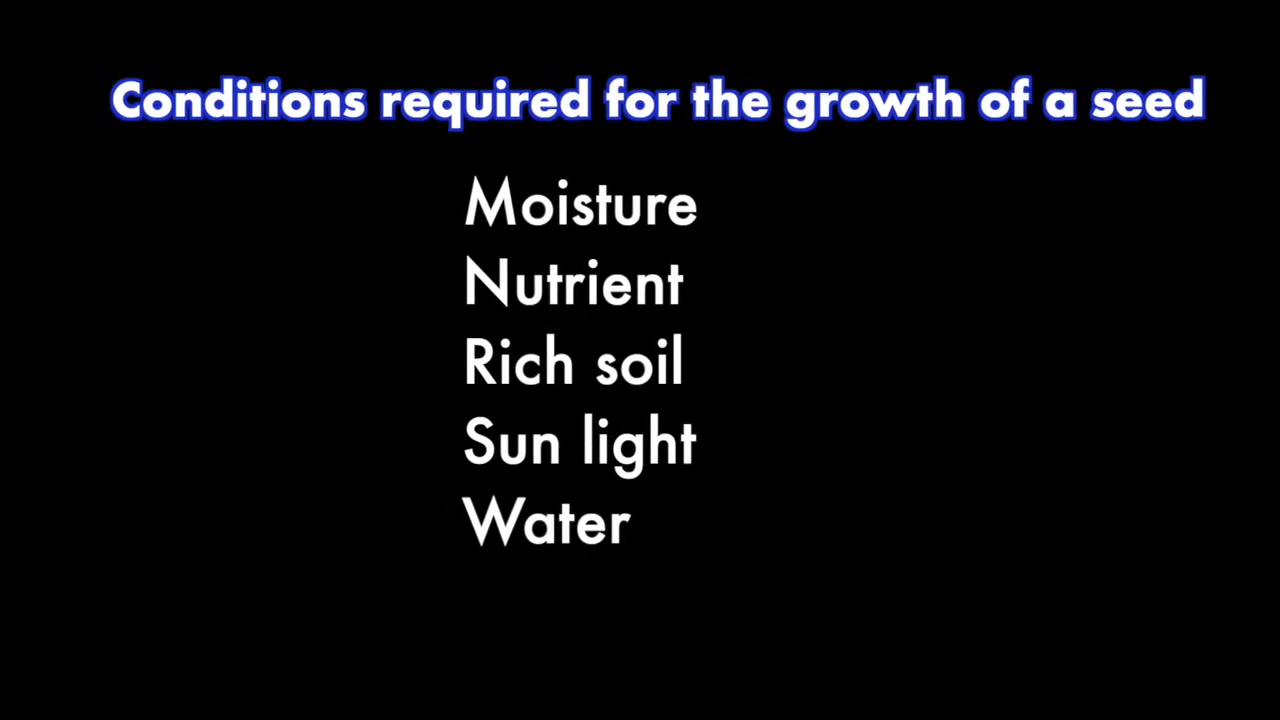 Conditions required for the growth of a seed
Moisture
Nutrient
Rich soil
Sun light
Water